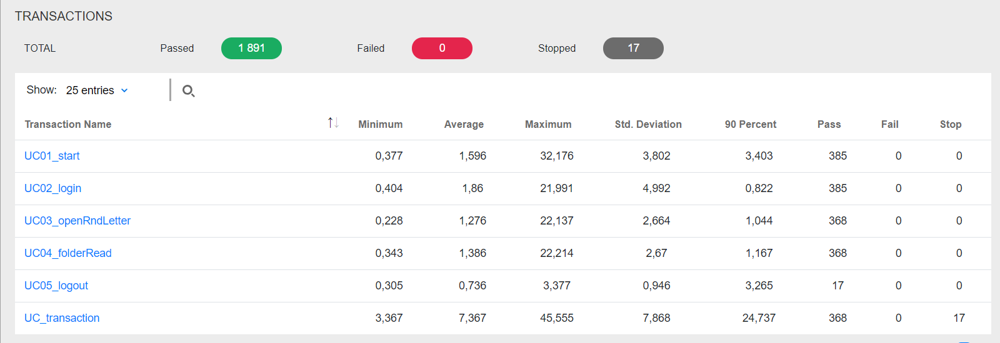 TRANSACTIONS
TOTAL Passed 1 891 Failed 0 Stopped 17
Show: 25 entries
Transaction Name Minimum Average Maximum Std. Deviation 90 Percent Pass Fail Stop
UC01_start 0,377 1,596 32,176 3,802 3,403 385 0 0
UC02_login 0,404 1,86 21,991 4,992 0,822 385 0 0
UC03_openRndLetter 0,228 1,276 22,137 2,664 1,044 368 0 0
UC04_folderRead 0,343 1,386 22,214 2,67 1,167 368 0 0
UC05_logout 0,305 0,736 3,377 0,946 3,265 17 0 0
UC_transaction 3,367 7,367 45,555 7,868 24,737 368 0 17